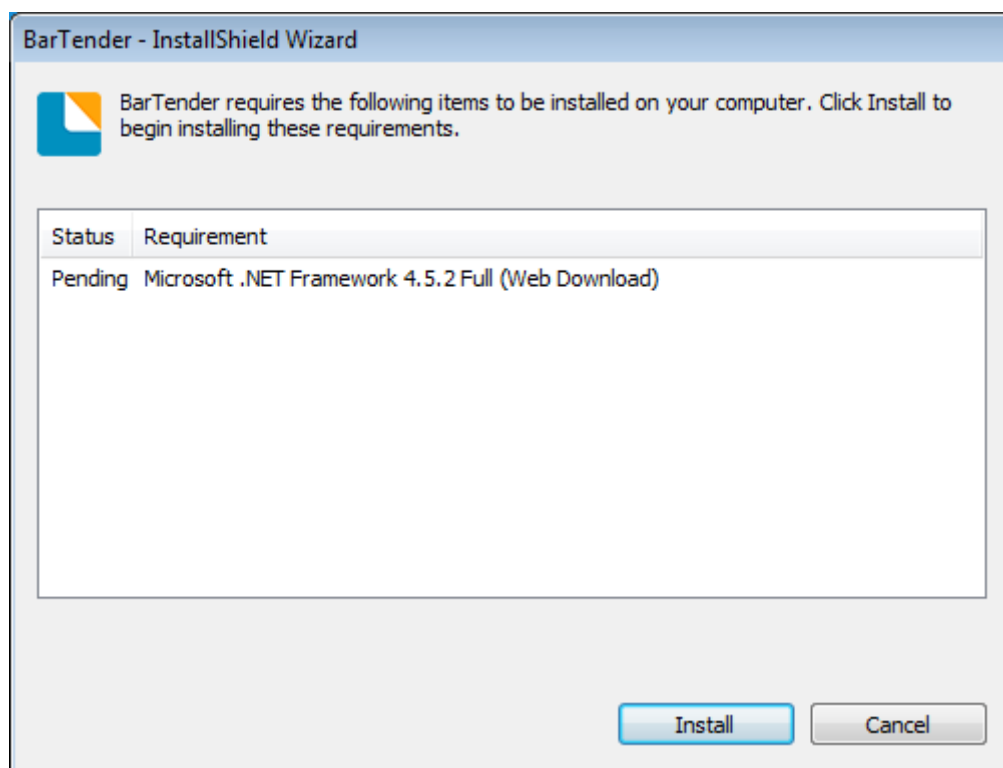 BarTender - InstallShield Wizard
BarTender requires the following items to be installed on your computer. Click Install to
begin installing these requirements.
Status Requirement
Pending Microsoft .NET Framework 4.5.2 Full (Web Download)
Install Cancel